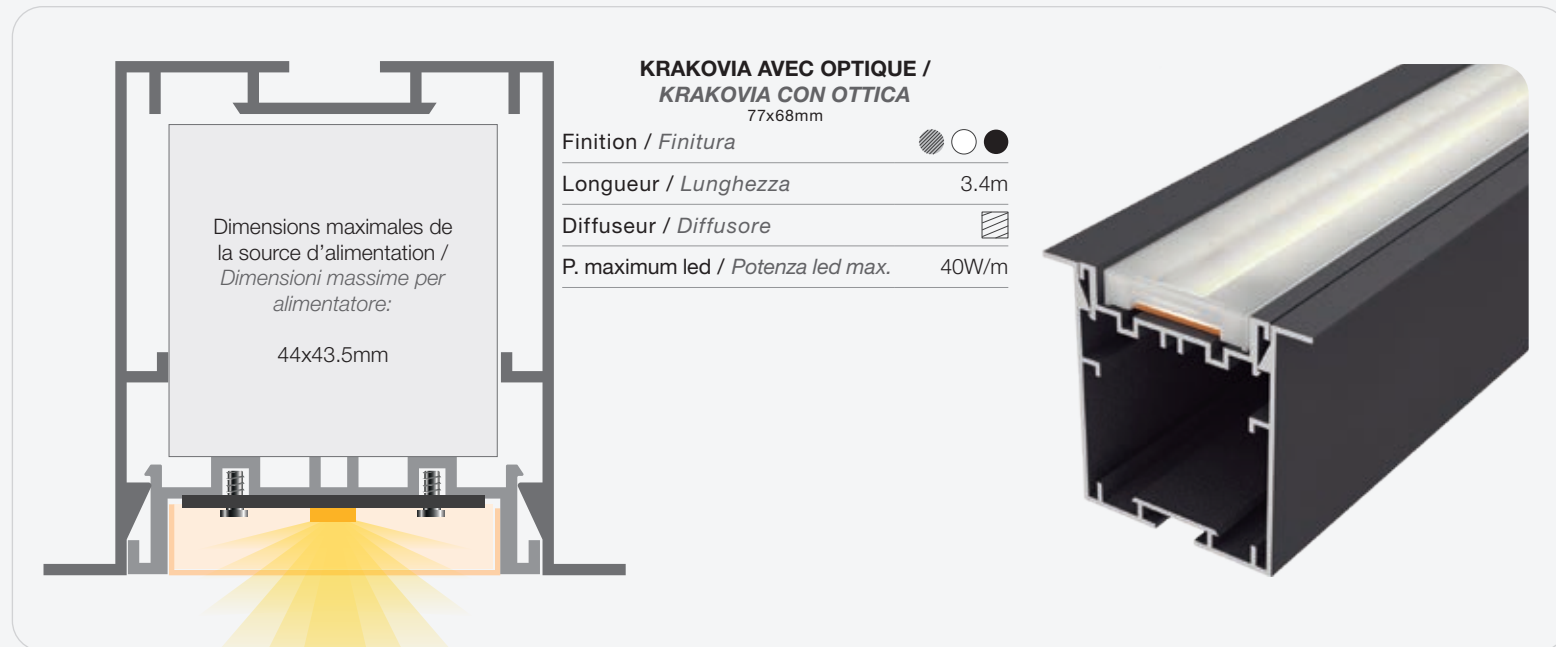 Dimensions maximales de
la source d’alimentation /
Dimensioni massime per
alimentatore:
44x43.5mm
KRAKOVIA AVEC OPTIQUE /
KRAKOVIA CON OTTICA
77x68mm
Finition / Finitura
Longueur / Lunghezza 3.4m
Diffuseur / Diffusore
P. maximum led / Potenza led max. 40W/m